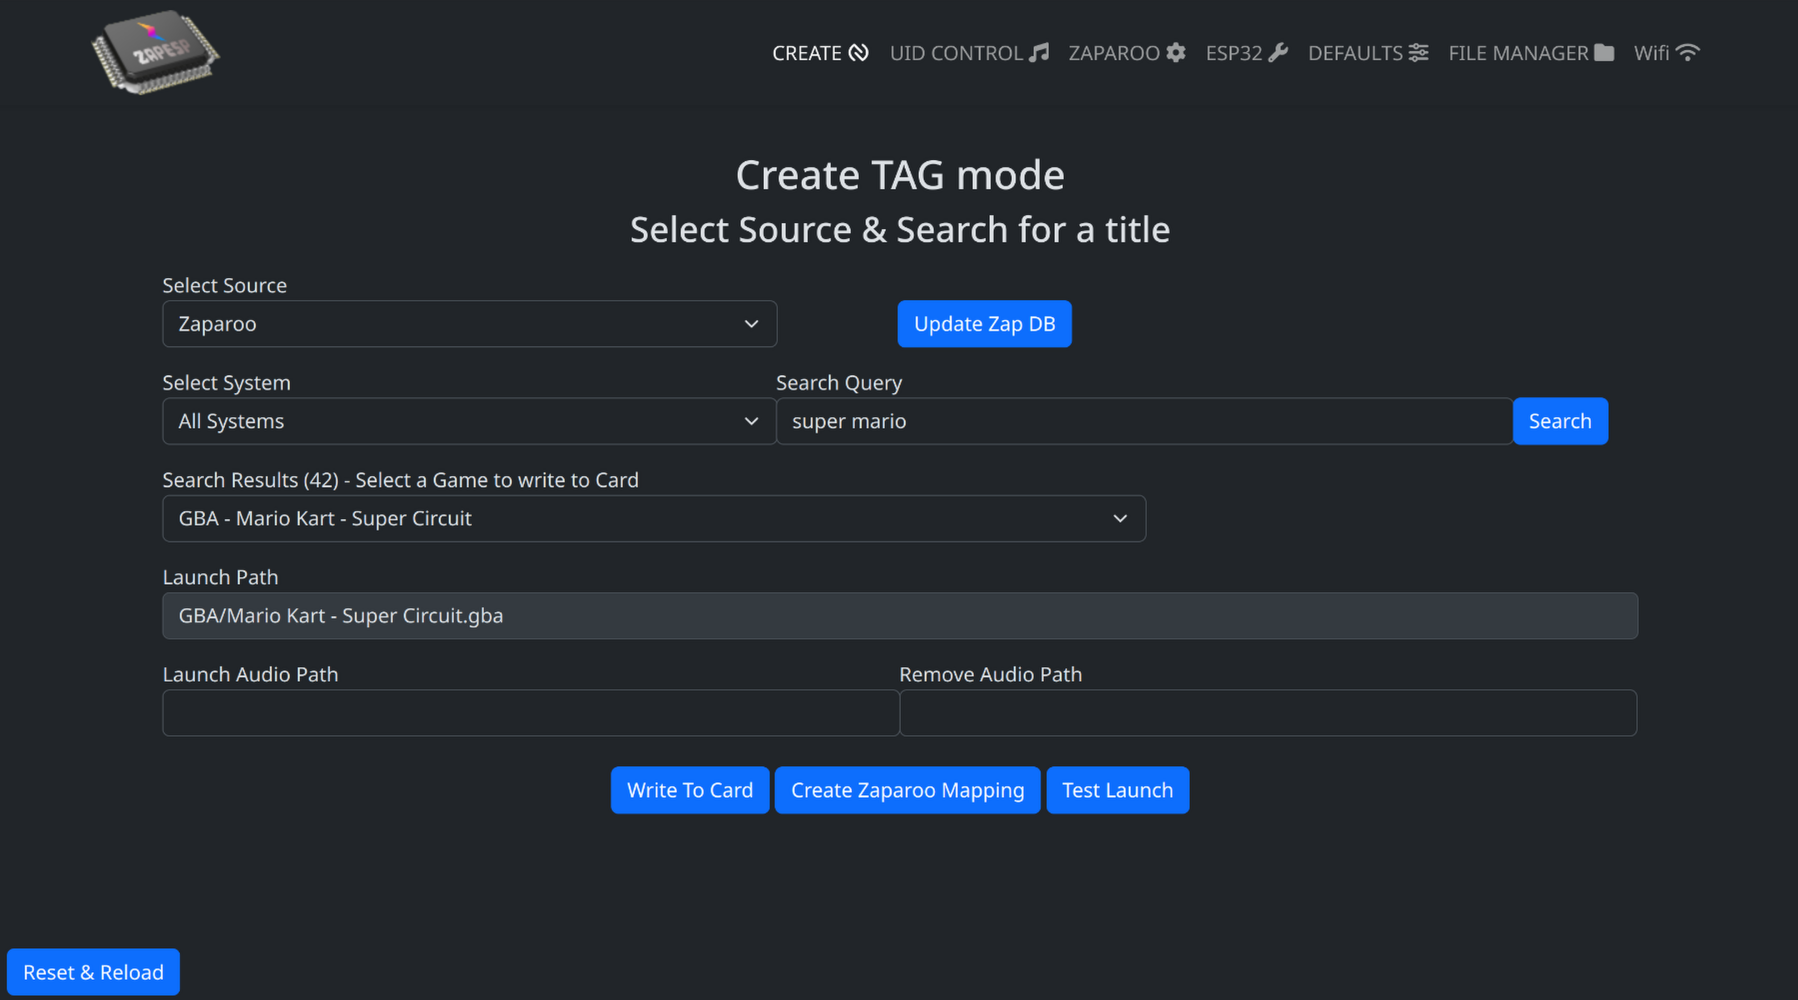 ZAPESP
CREATE UID CONTROL ZAPAROO ESP32 DEFAULTS FILE MANAGER Wifi
Create TAG mode
Select Source & Search for a title
Select Source
Zaparoo
Update Zap DB
Select System
Search Query
All Systems
super mario
Search
Search Results (42) - Select a Game to write to Card
GBA - Mario Kart - Super Circuit
Launch Path
GBA/Mario Kart - Super Circuit.gba
Launch Audio Path
Remove Audio Path
Write To Card
Create Zaparoo Mapping
Test Launch
Reset & Reload